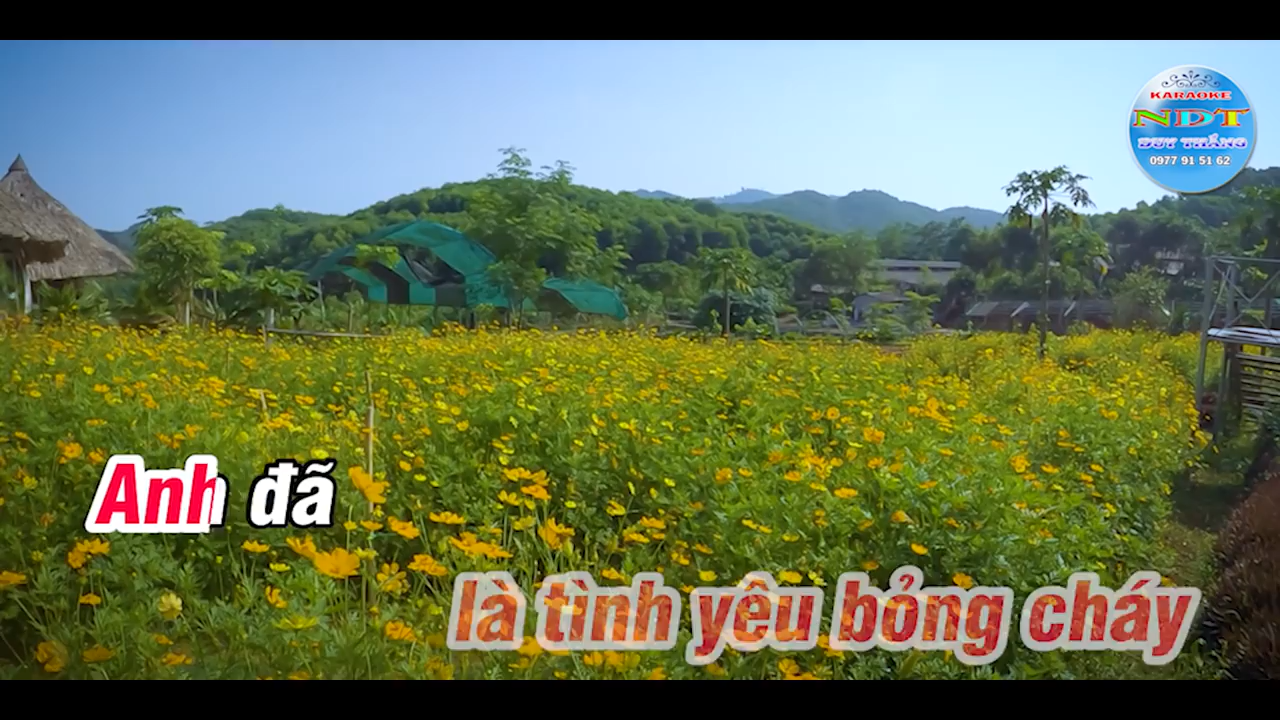 KARAOKE
NDT
DUY THẮNG
0977 91 51 62
Anh đã
là tình yêu bỏng cháy